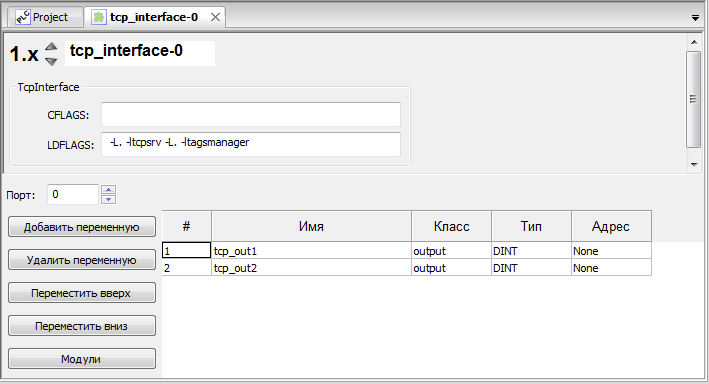 Project
tcp_interface-0
1.x tcp_interface-0
TcpInterface
CFLAGS:
LDFLAGS: -L. -ltcpsrv -L. -ltagsmanager
Порт: 0
Добавить переменную
Удалить переменную
Переместить вверх
Переместить вниз
Модули
# Имя Класс Тип Адрес
1 tcp_out1 output DINT None
2 tcp_out2 output DINT None